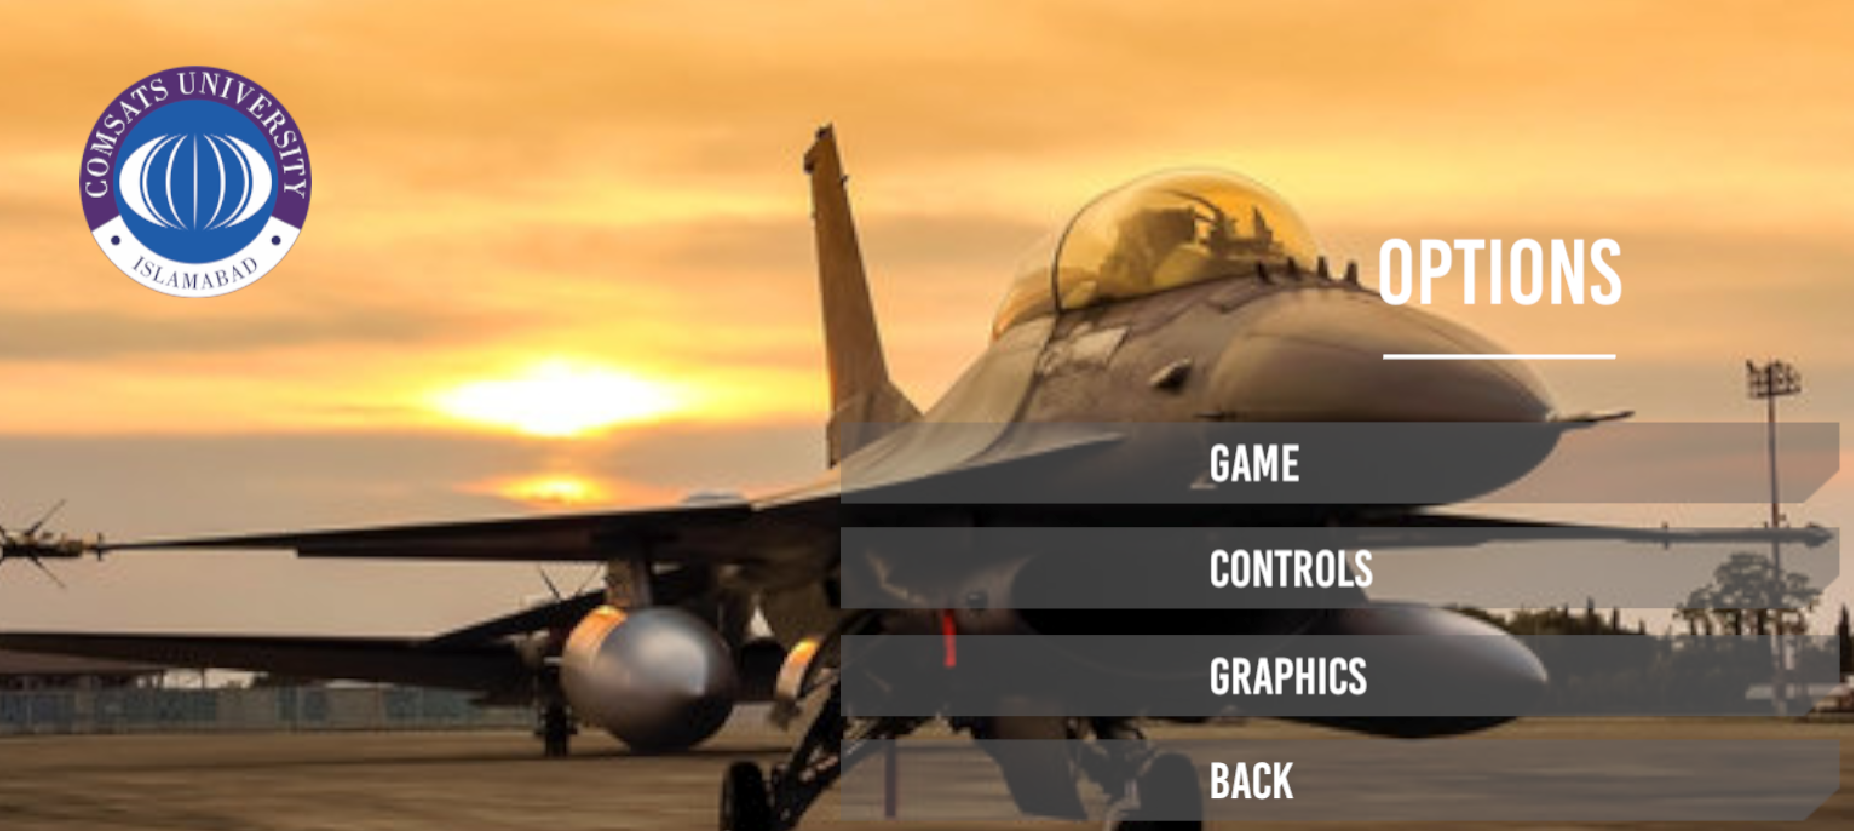 COMSATS UNIVERSITY
ISLAMABAD
OPTIONS
GAME
CONTROLS
GRAPHICS
BACK